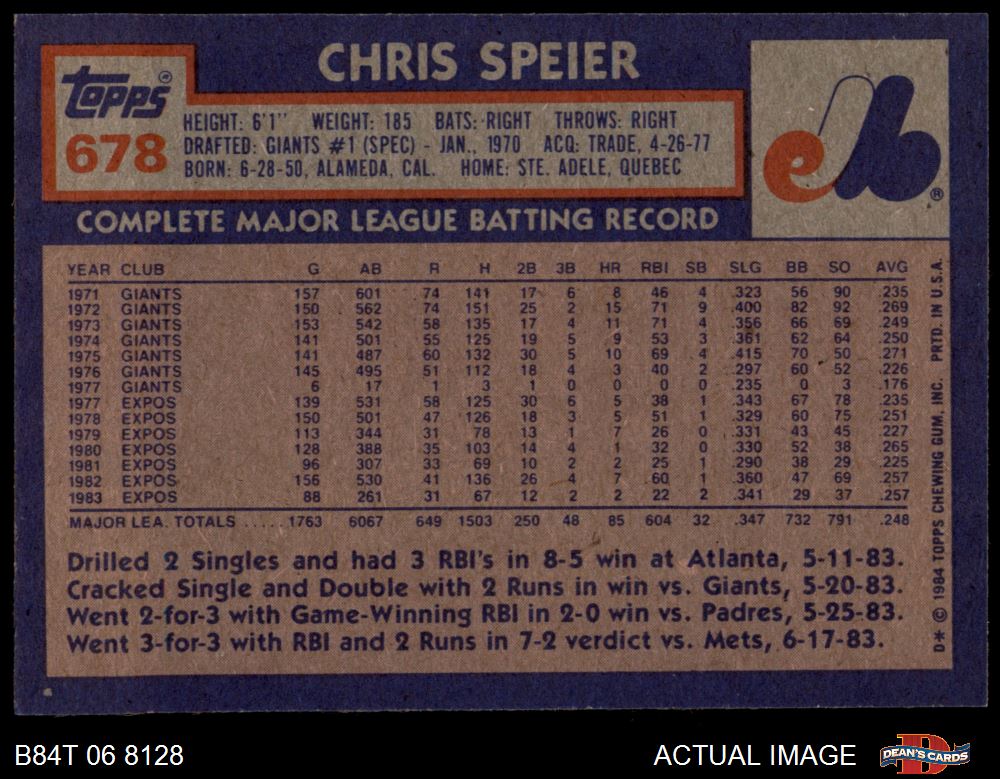 CHRIS SPEIER
Topps®
678
HEIGHT: 6'1" WEIGHT: 185 BATS: RIGHT THROWS: RIGHT
DRAFTED: GIANTS #1 (SPEC) - JAN., 1970 ACQ: TRADE, 4-26-77
BORN: 6-28-50, ALAMEDA, CAL. HOME: STE. ADELE, QUEBEC
eb®
COMPLETE MAJOR LEAGUE BATTING RECORD
YEAR CLUB G AB R H 2B 3B HR RBI SB SLG BB SO AVG
1971 GIANTS 157 601 74 141 17 6 8 46 4 .323 56 90 .235
1972 GIANTS 150 562 74 151 25 2 15 71 9 .400 82 92 .269
1973 GIANTS 153 542 58 135 17 4 11 71 4 .356 66 69 .249
1974 GIANTS 141 501 55 125 19 5 9 53 3 .361 62 64 .250
1975 GIANTS 141 487 60 132 30 5 10 69 4 .415 70 50 .271
1976 GIANTS 145 495 51 112 18 4 3 40 2 .297 60 52 .226
1977 GIANTS 6 17 1 3 1 0 0 0 0 .235 0 3 .176
1977 EXPOS 139 531 58 125 30 6 5 38 1 .343 67 78 .235
1978 EXPOS 150 501 47 126 18 3 5 51 1 .329 60 75 .251
1979 EXPOS 113 344 31 78 13 1 7 26 0 .331 43 45 .227
1980 EXPOS 128 388 35 103 14 4 1 32 0 .330 52 38 .265
1981 EXPOS 96 307 33 69 10 2 2 25 1 .290 38 29 .225
1982 EXPOS 156 530 41 136 26 4 7 60 1 .360 47 69 .257
1983 EXPOS 88 261 31 67 12 2 2 22 2 .341 29 37 .257
MAJOR LEA. TOTALS ..... 1763 6067 649 1503 250 48 85 604 32 .347 732 791 .248
Drilled 2 Singles and had 3 RBI's in 8-5 win at Atlanta, 5-11-83.
Cracked Single and Double with 2 Runs in win vs. Giants, 5-20-83.
Went 2-for-3 with Game-Winning RBI in 2-0 win vs. Padres, 5-25-83.
Went 3-for-3 with RBI and 2 Runs in 7-2 verdict vs. Mets, 6-17-83.
D* © 1984 TOPPS CHEWING GUM, INC. PRTD. IN U.S.A.
B84T 06 8128
ACTUAL IMAGE
DEAN'S CARDS